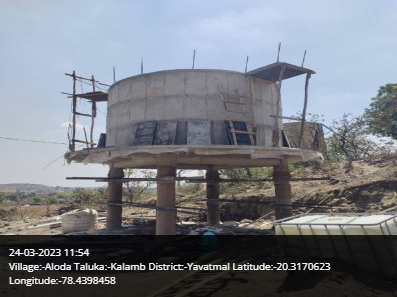 24-03-2023 11:54
Village:-Aloda Taluka:-Kalamb District:-Yavatmal Latitude:-20.3170623
Longitude:-78.4398458